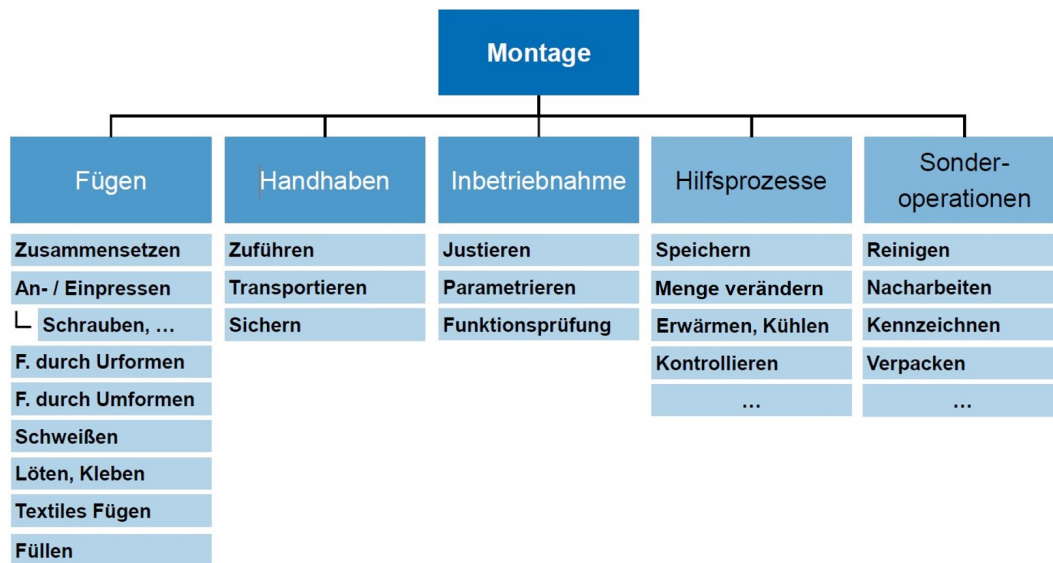 Montage
Fügen
Zusammensetzen
An- / Einpressen
Schrauben, ...
F. durch Urformen
F. durch Umformen
Schweißen
Löten, Kleben
Textiles Fügen
Füllen
Handhaben
Zuführen
Transportieren
Sichern
Inbetriebnahme
Justieren
Parametrieren
Funktionsprüfung
Hilfsprozesse
Speichern
Menge verändern
Erwärmen, Kühlen
Kontrollieren
...
Sonder-
operationen
Reinigen
Nacharbeiten
Kennzeichnen
Verpacken
...